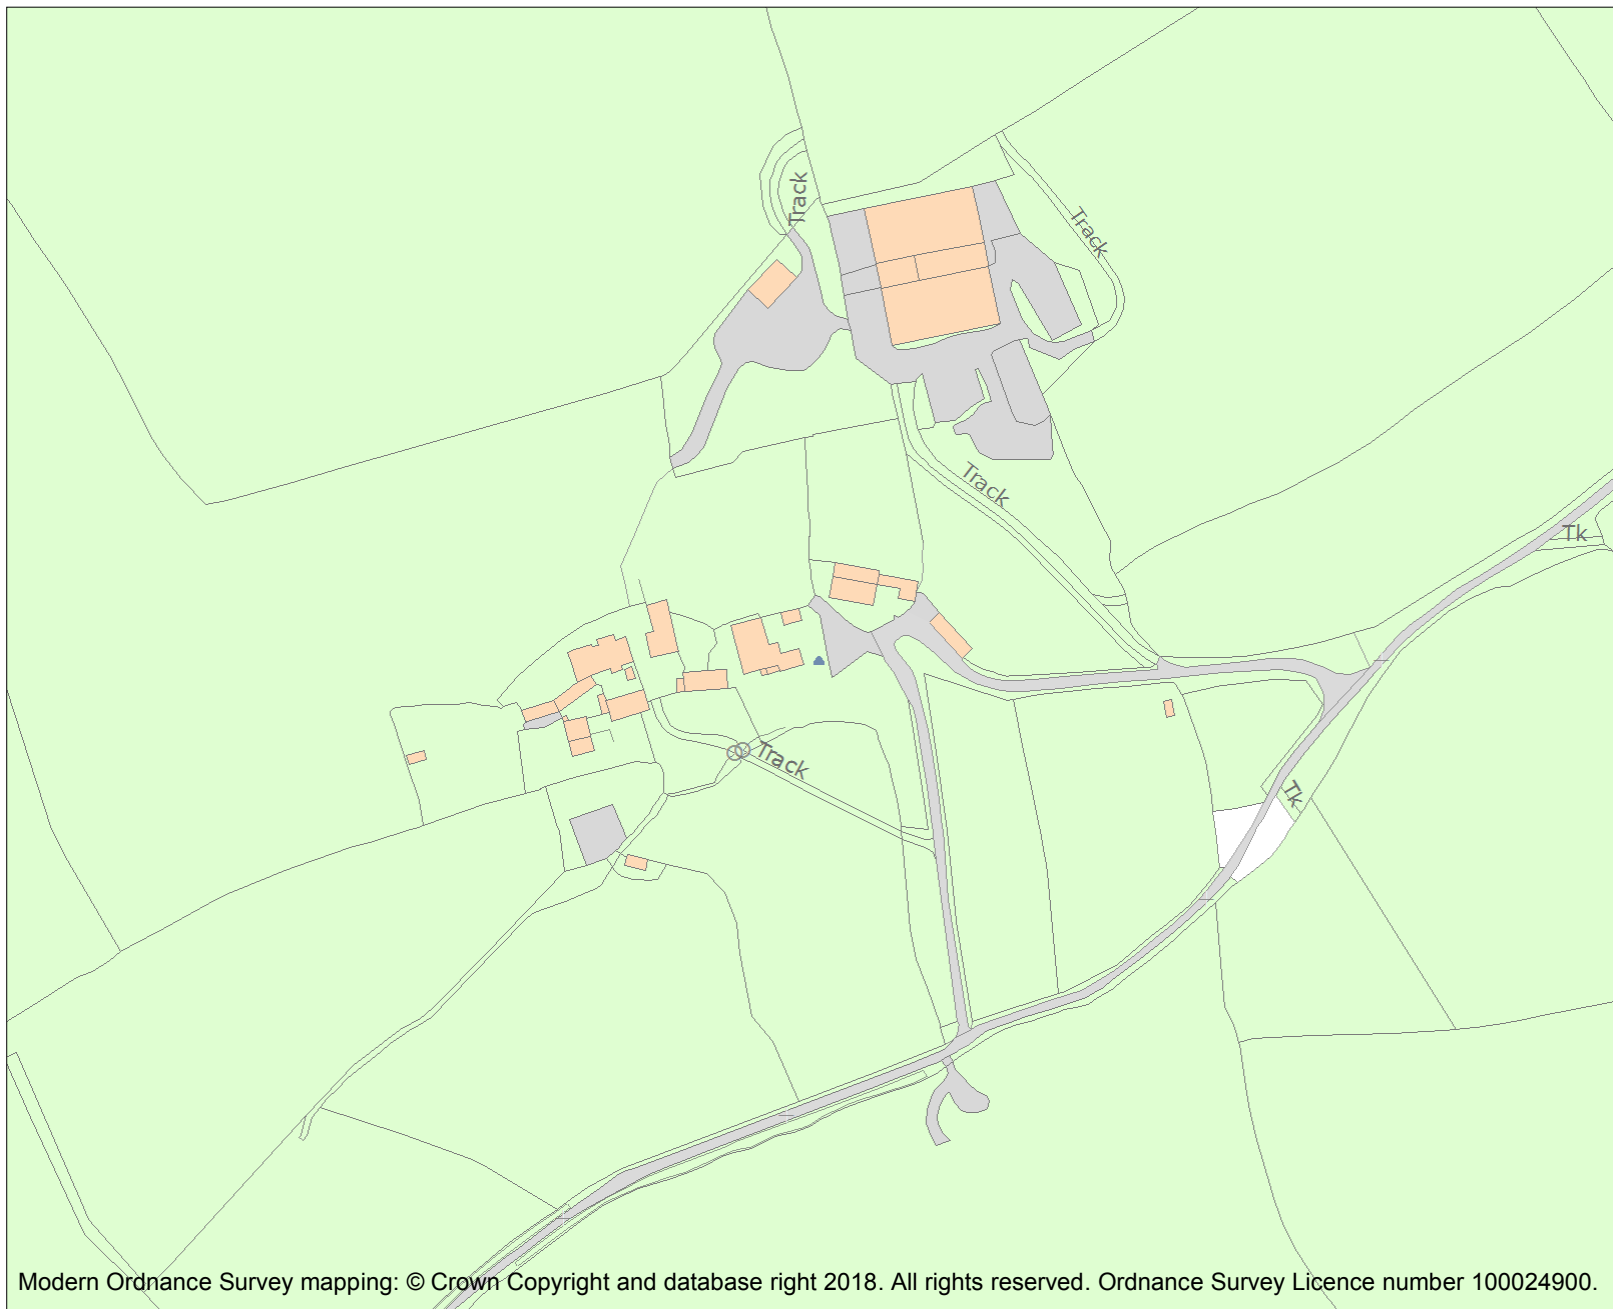 Track
Track
Track
Tk
Track
Tk
Modern Ordnance Survey mapping: © Crown Copyright and database right 2018. All rights reserved. Ordnance Survey Licence number 100024900.